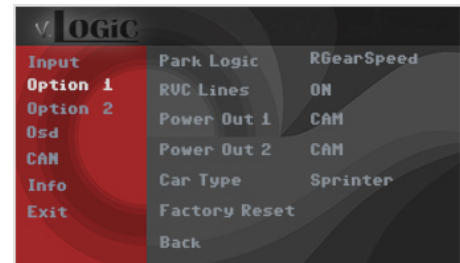 v.LOGiC
Input
Option 1
Option 2
Osd
CAN
Info
Exit
Park Logic RGearSpeed
RVC Lines ON
Power Out 1 CAM
Power Out 2 CAM
Car Type Sprinter
Factory Reset
Back